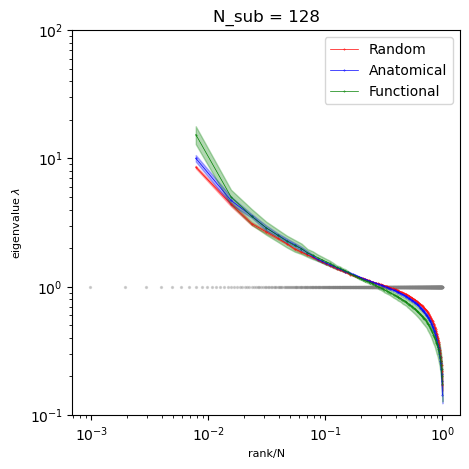 N_sub = 128
10²
10¹
10⁰
10⁻¹
eigenvalue λ
Random
Anatomical
Functional
10⁻³
10⁻²
10⁻¹
10⁰
rank/N